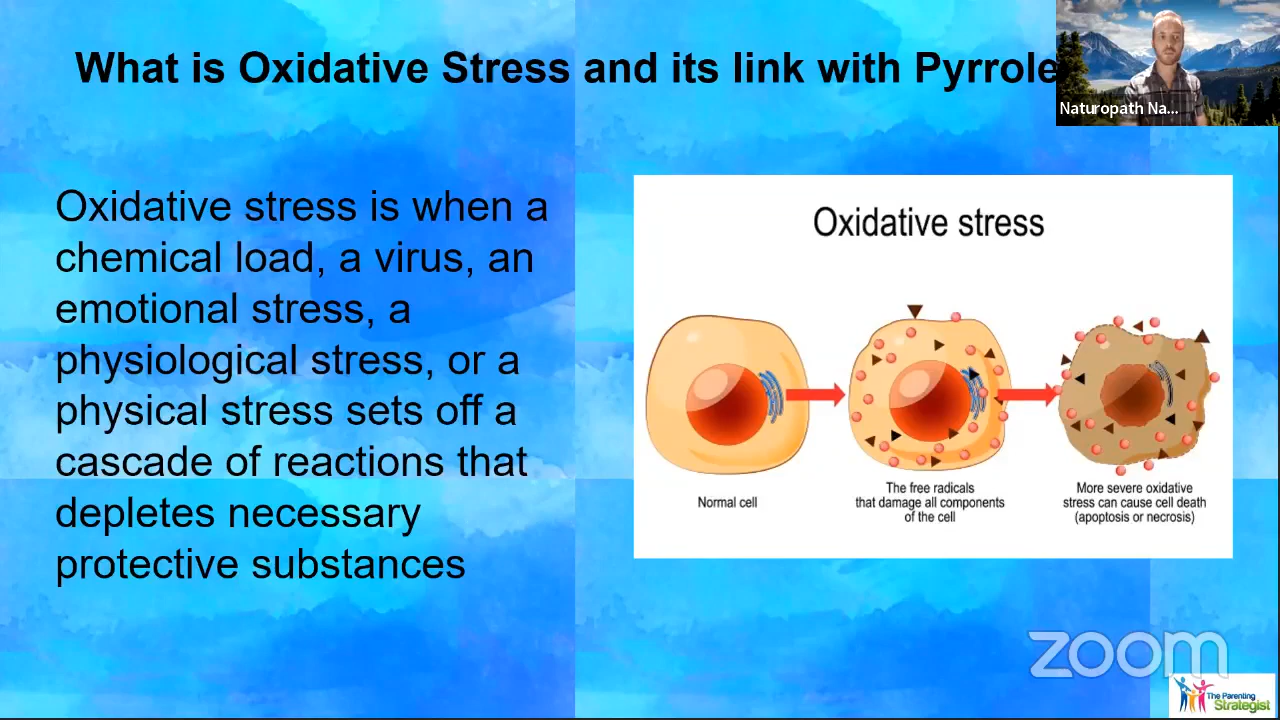 What is Oxidative Stress and its link with Pyrrole
Naturopath Na...
Oxidative stress is when a
chemical load, a virus, an
emotional stress, a
physiological stress, or a
physical stress sets off a
cascade of reactions that
depletes necessary
protective substances
Oxidative stress
Normal cell
The free radicals
that damage all components
of the cell
More severe oxidative
stress can cause cell death
(apoptosis or necrosis)
zoom
The Parenting
Strategist